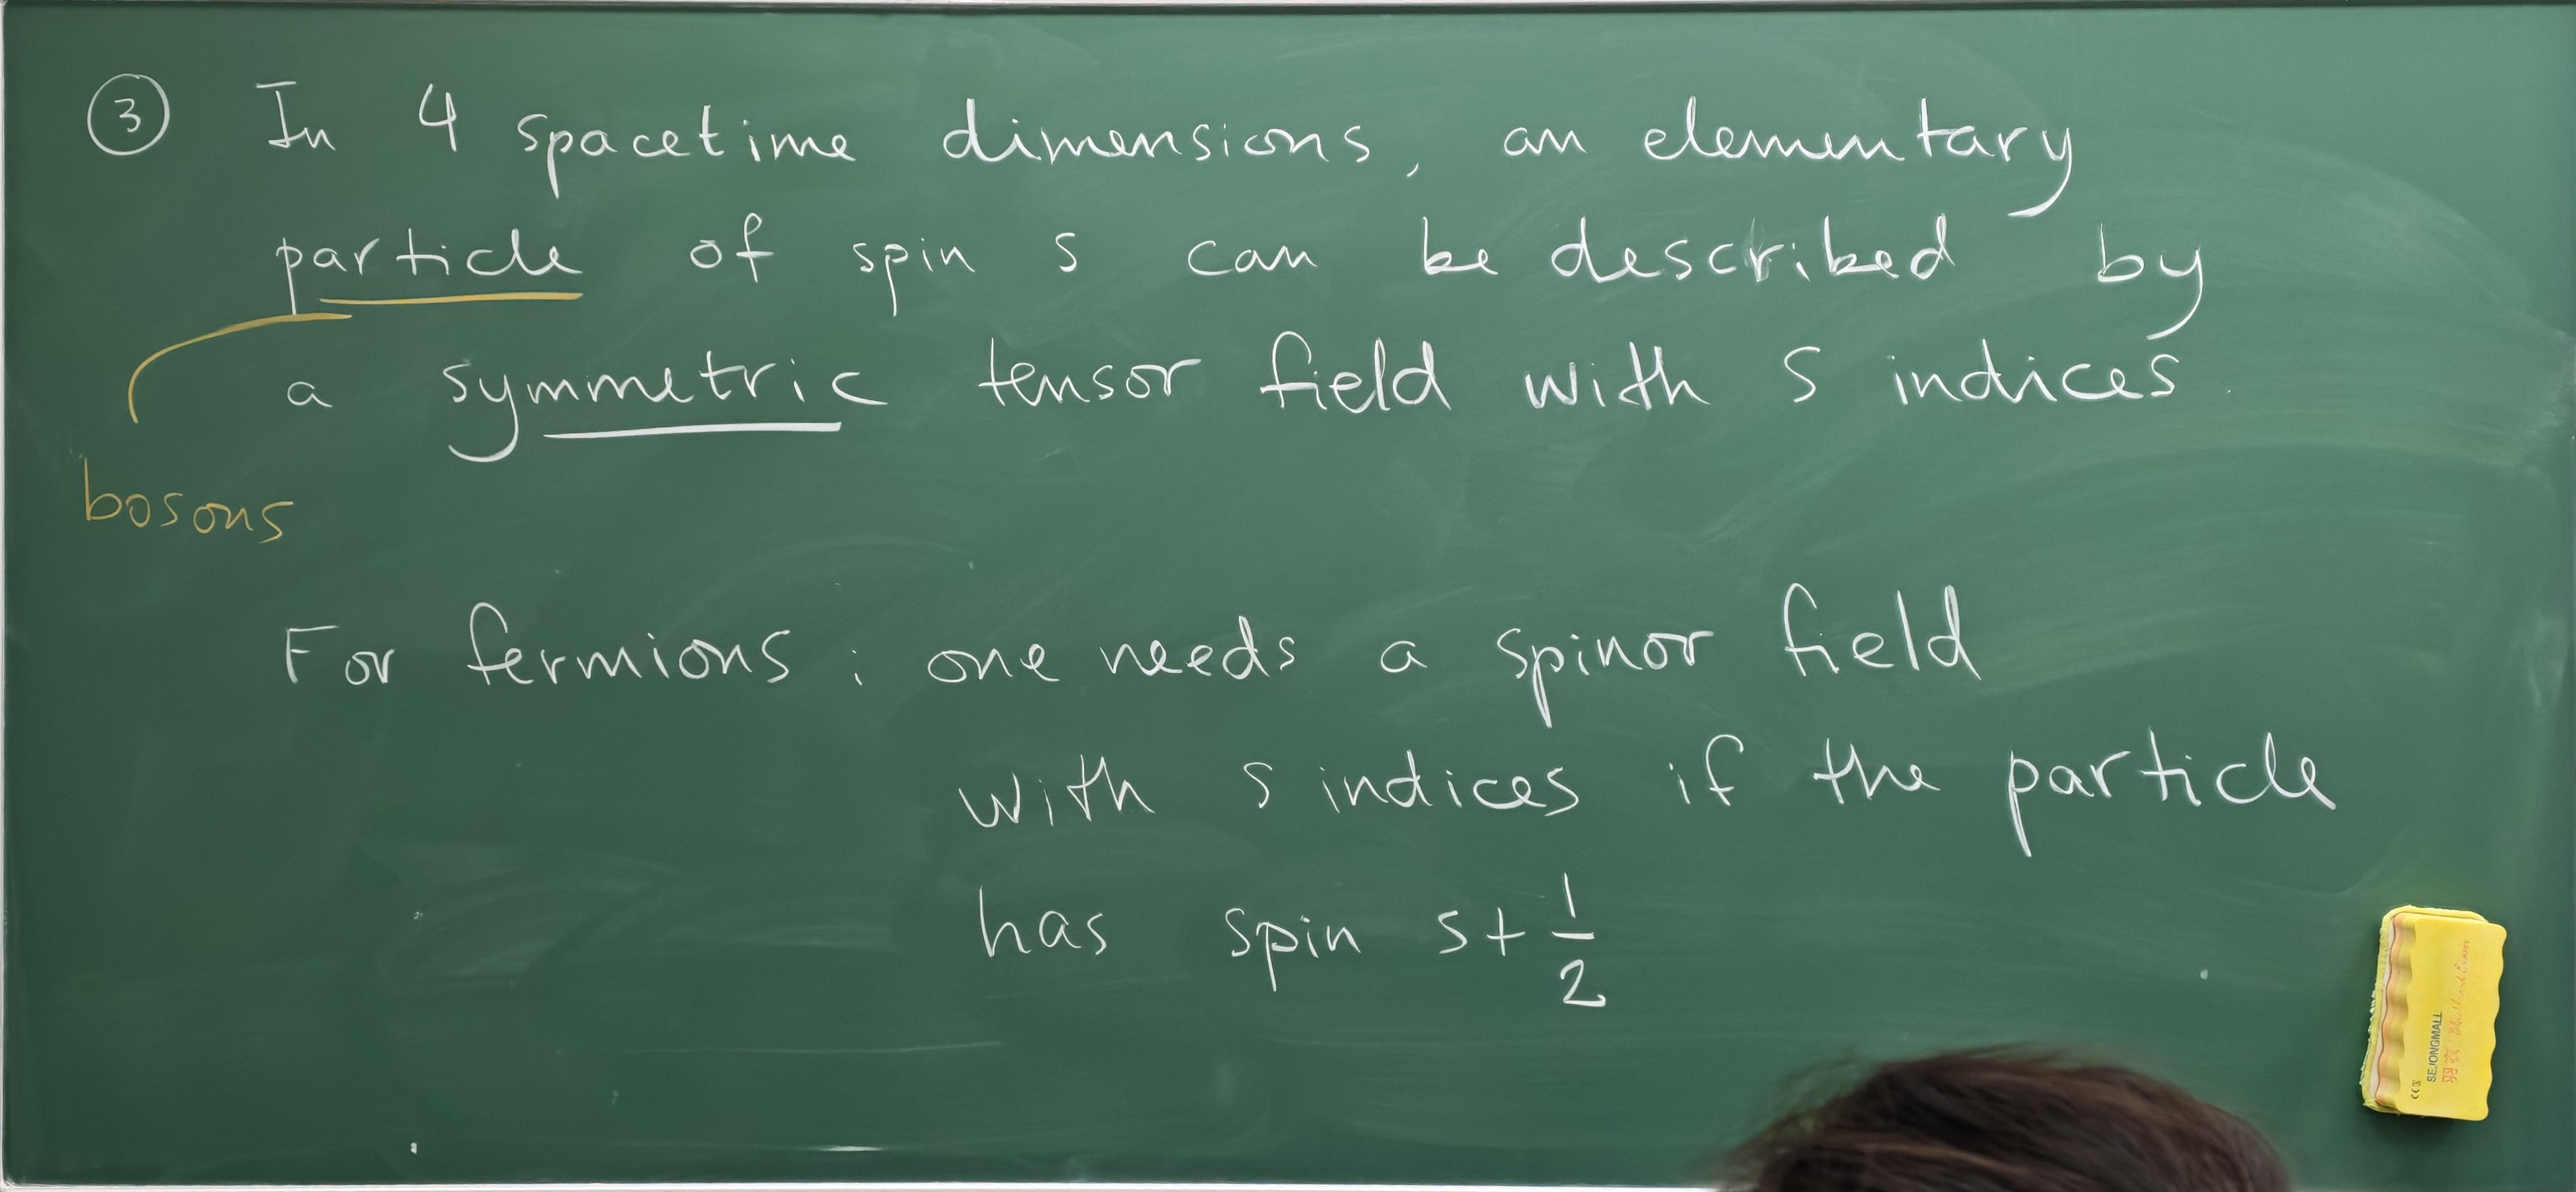 ③ In 4 spacetime dimensions, an elementary
particle of spin s can be described by
a symmetric tensor field with s indices.
bosons
For fermions : one needs a spinor field
with s indices if the particle
has spin s + 1/2
SEJONGMALL